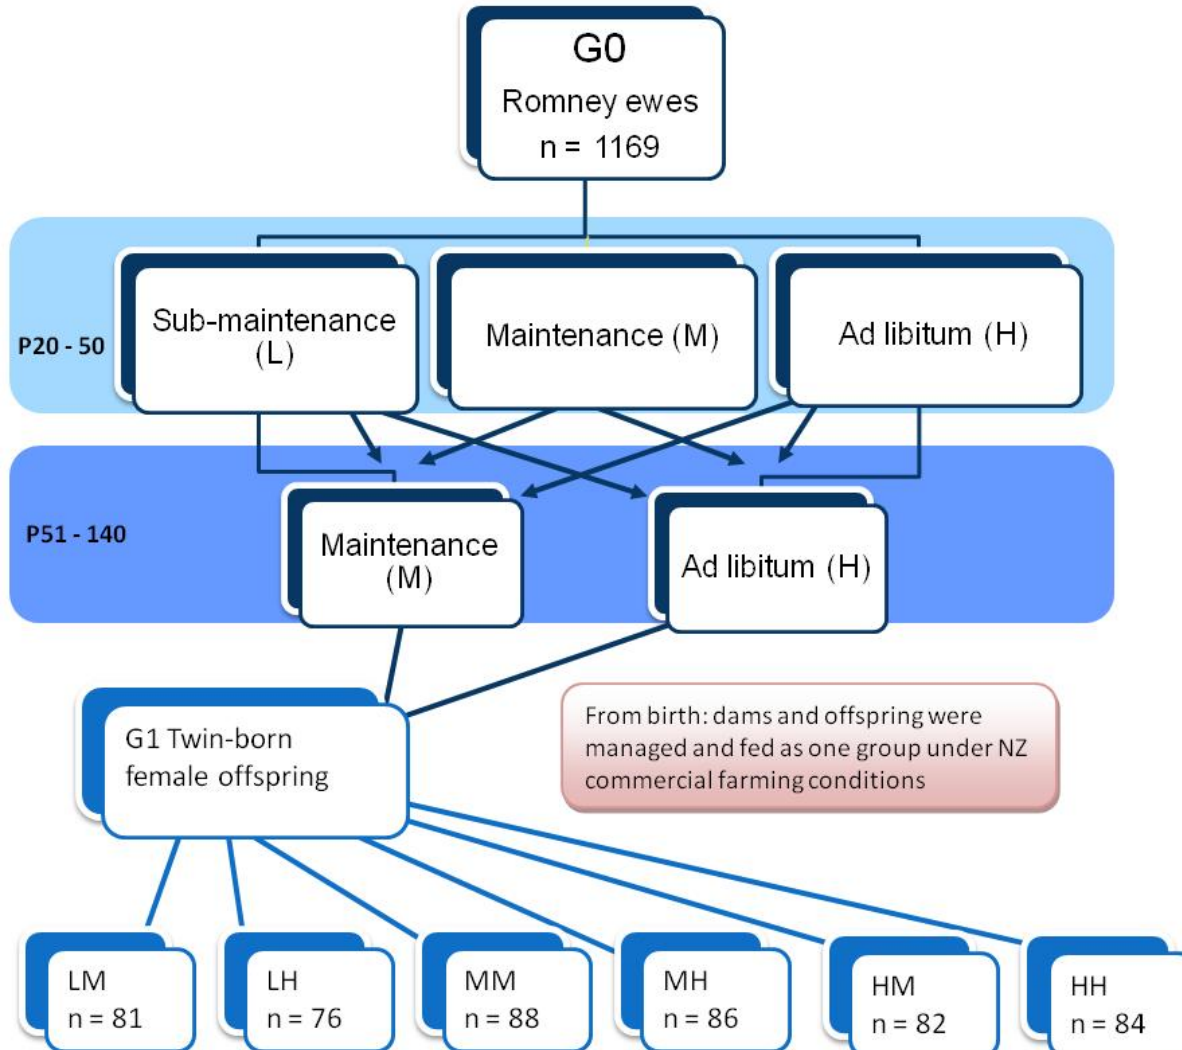 G0
Romney ewes
n = 1169
P20 - 50
Sub-maintenance
(L)
Maintenance (M)
Ad libitum (H)
P51 - 140
Maintenance
(M)
Ad libitum (H)
G1 Twin-born
female offspring
From birth: dams and offspring were
managed and fed as one group under NZ
commercial farming conditions
LM
n = 81
LH
n = 76
MM
n = 88
MH
n = 86
HM
n = 82
HH
n = 84